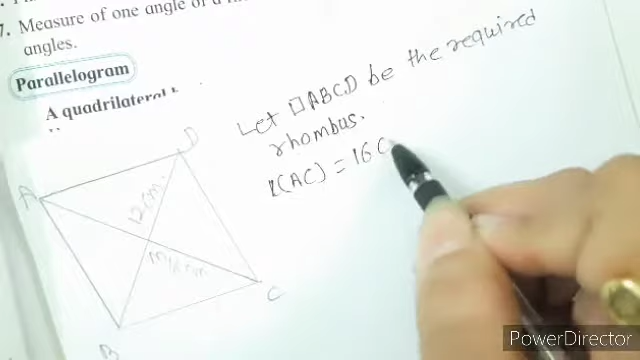 7. Measure of one angle of a
angles.
Parallelogram
A quadrilateral
Let □ABCD be the required
rhombus.
l(AC) = 16 C
A
D
12cm.
B
C
PowerDirector